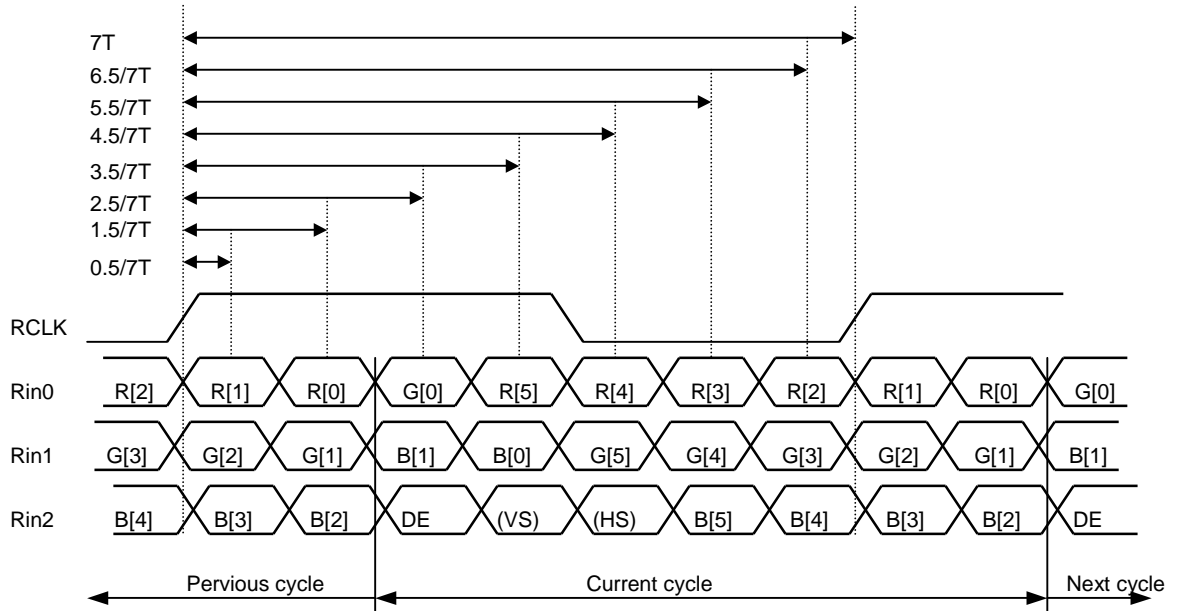 7T
6.5/7T
5.5/7T
4.5/7T
3.5/7T
2.5/7T
1.5/7T
0.5/7T
RCLK
Rin0 R[2] R[1] R[0] G[0] R[5] R[4] R[3] R[2] R[1] R[0] G[0]
Rin1 G[3] G[2] G[1] B[1] B[0] G[5] G[4] G[3] G[2] G[1] B[1]
Rin2 B[4] B[3] B[2] DE (VS) (HS) B[5] B[4] B[3] B[2] DE
Pervious cycle Current cycle Next cycle